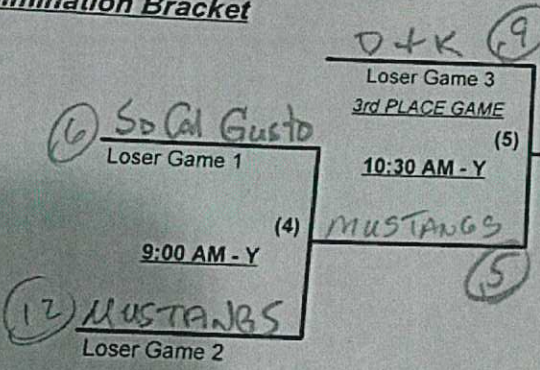 mination Bracket
D + K 9
Loser Game 3
3rd PLACE GAME
(5)
10:30 AM - Y
6 So Cal Gusto
Loser Game 1
(4)
9:00 AM - Y
MUSTANGS
5
12 MUSTANGS
Loser Game 2